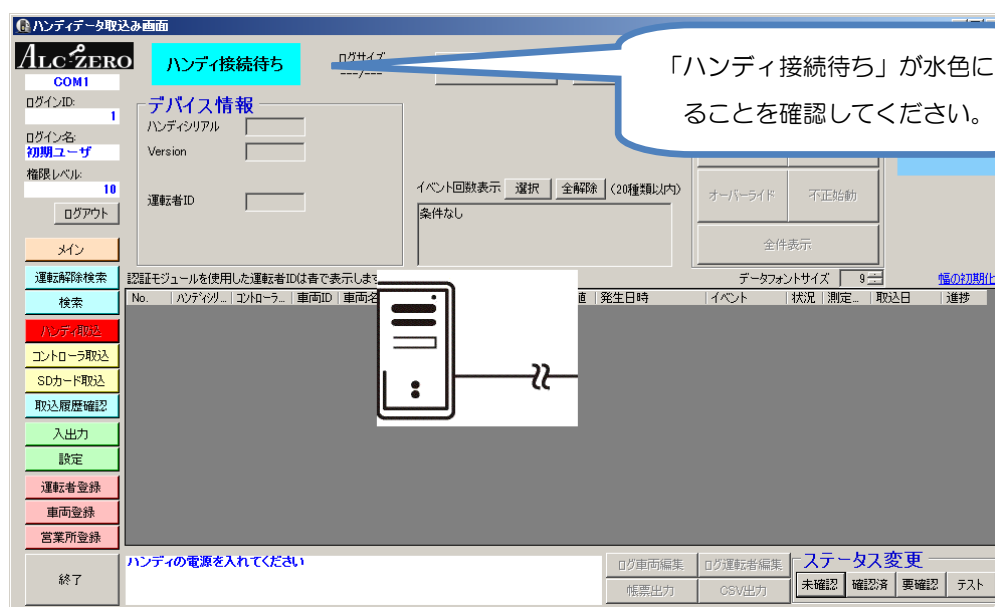 ハンディデータ取込み画面
ALC-ZERO
COM1
ログインID:
1
ログイン名:
初期ユーザ
権限レベル:
10
ログアウト
メイン
運転解除検索
検索
ハンディ取込
コントローラ取込
SDカード取込
取込履歴確認
入出力
設定
運転者登録
車両登録
営業所登録
終了
ハンディ接続待ち
ログサイズ
---/---
「ハンディ接続待ち」が水色に
ることを確認してください。
デバイス情報
ハンディシリアル
Version
運転者ID
イベント回数表示 選択 全解除 (20種類以内)
条件なし
オーバーライド 不正始動
全件表示
認証モジュールを使用した運転者IDは青で表示します
データフォントサイズ 9 幅の初期化
No. ハンディシリ... コントローラ... 車両ID 車両名 値 発生日時 イベント 状況 測定... 取込日 進捗
ハンディの電源を入れてください
ログ車両編集 ログ運転者編集
帳票出力 CSV出力
ステータス変更
未確認 確認済 要確認 テスト